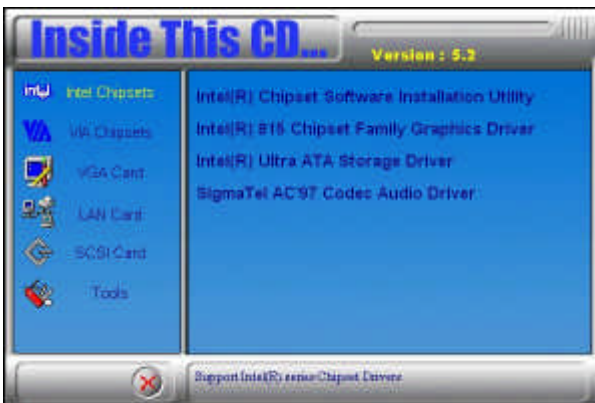 Inside This CD...
Version : 5.2
intel
Intel Chipsets
VIA
VIA Chipsets
VGA Card
LAN Card
SCSI Card
Tools
Intel(R) Chipset Software Installation Utility
Intel(R) 815 Chipset Family Graphics Driver
Intel(R) Ultra ATA Storage Driver
SigmaTel AC'97 Codec Audio Driver
Support Intel(R) series Chipset Drivers